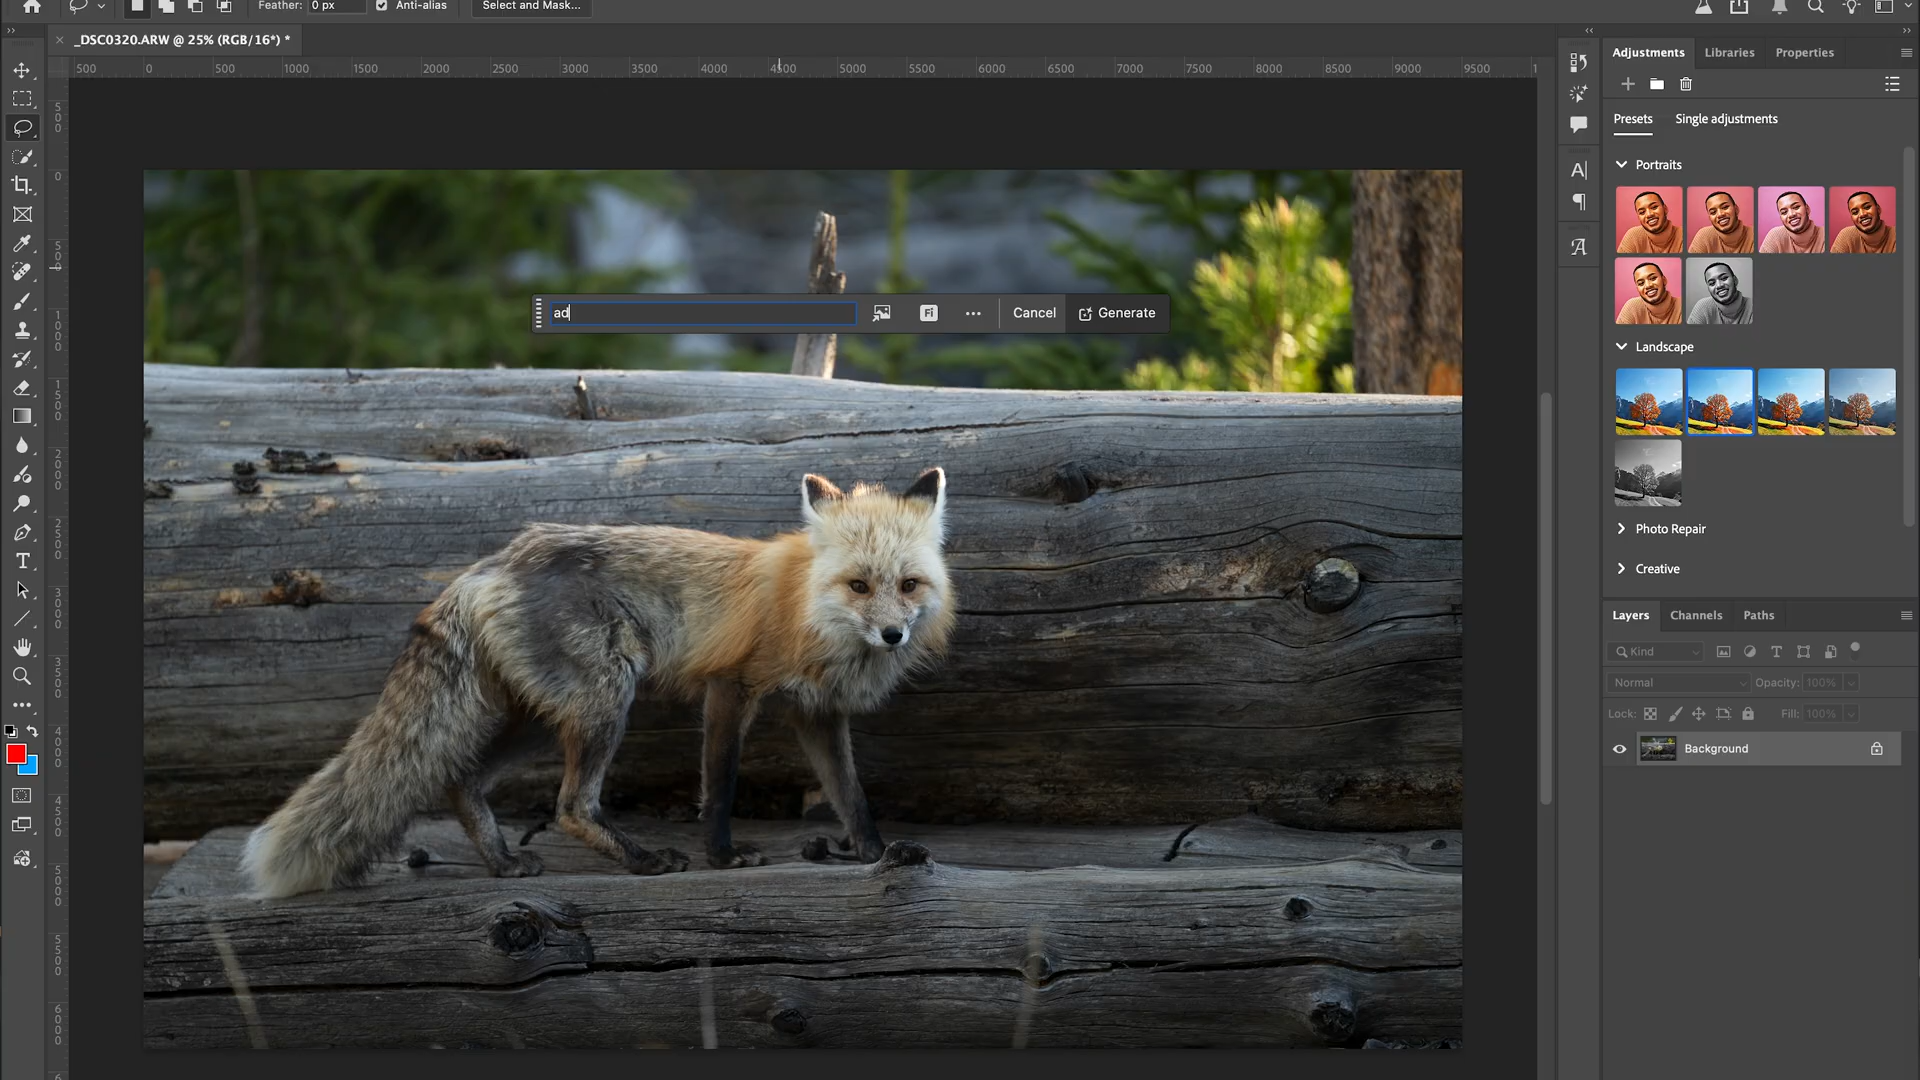 Feather: 0 px Anti-alias Select and Mask...
_DSC0320.ARW @ 25% (RGB/16*) *
500 0 500 1000 1500 2000 2500 3000 3500 4000 4500 5000 5500 6000 6500 7000 7500 8000 8500 9000 9500 1
500
0
500
1000
1500
2000
2500
3000
3500
4000
4500
5000
5500
6000
6
ad
Fi
Cancel
Generate
Adjustments Libraries Properties
Presets Single adjustments
Portraits
Landscape
Photo Repair
Creative
Layers Channels Paths
Kind
Normal Opacity: 100%
Lock: Fill: 100%
Background